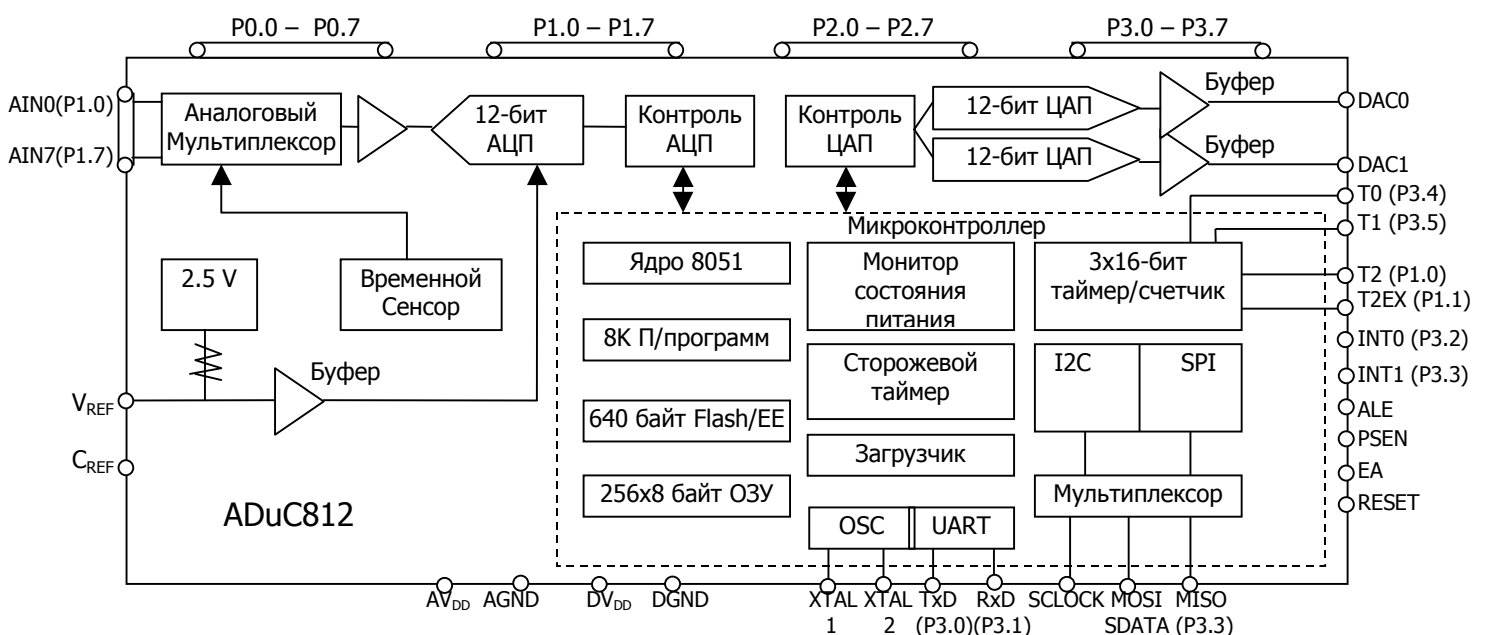 P0.0 – P0.7
P1.0 – P1.7
P2.0 – P2.7
P3.0 – P3.7
AIN0(P1.0)
AIN7(P1.7)
Аналоговый
Мультиплексор
12-бит
АЦП
Контроль
АЦП
Контроль
ЦАП
12-бит ЦАП
12-бит ЦАП
Буфер
Буфер
DAC0
DAC1
T0 (P3.4)
T1 (P3.5)
T2 (P1.0)
T2EX (P1.1)
INT0 (P3.2)
INT1 (P3.3)
ALE
PSEN
EA
RESET
2.5 V
Временной
Сенсор
Буфер
VREF
CREF
ADuC812
Микроконтроллер
Ядро 8051
8K П/программ
640 байт Flash/EE
256x8 байт ОЗУ
Монитор
состояния
питания
Сторожевой
таймер
Загрузчик
OSC
UART
3x16-бит
таймер/счетчик
I2C
SPI
Мультиплексор
AVDD
AGND
DVDD
DGND
XTAL
1
XTAL
2
TxD
(P3.0)
RxD
(P3.1)
SCLOCK
MOSI
SDATA
MISO
(P3.3)